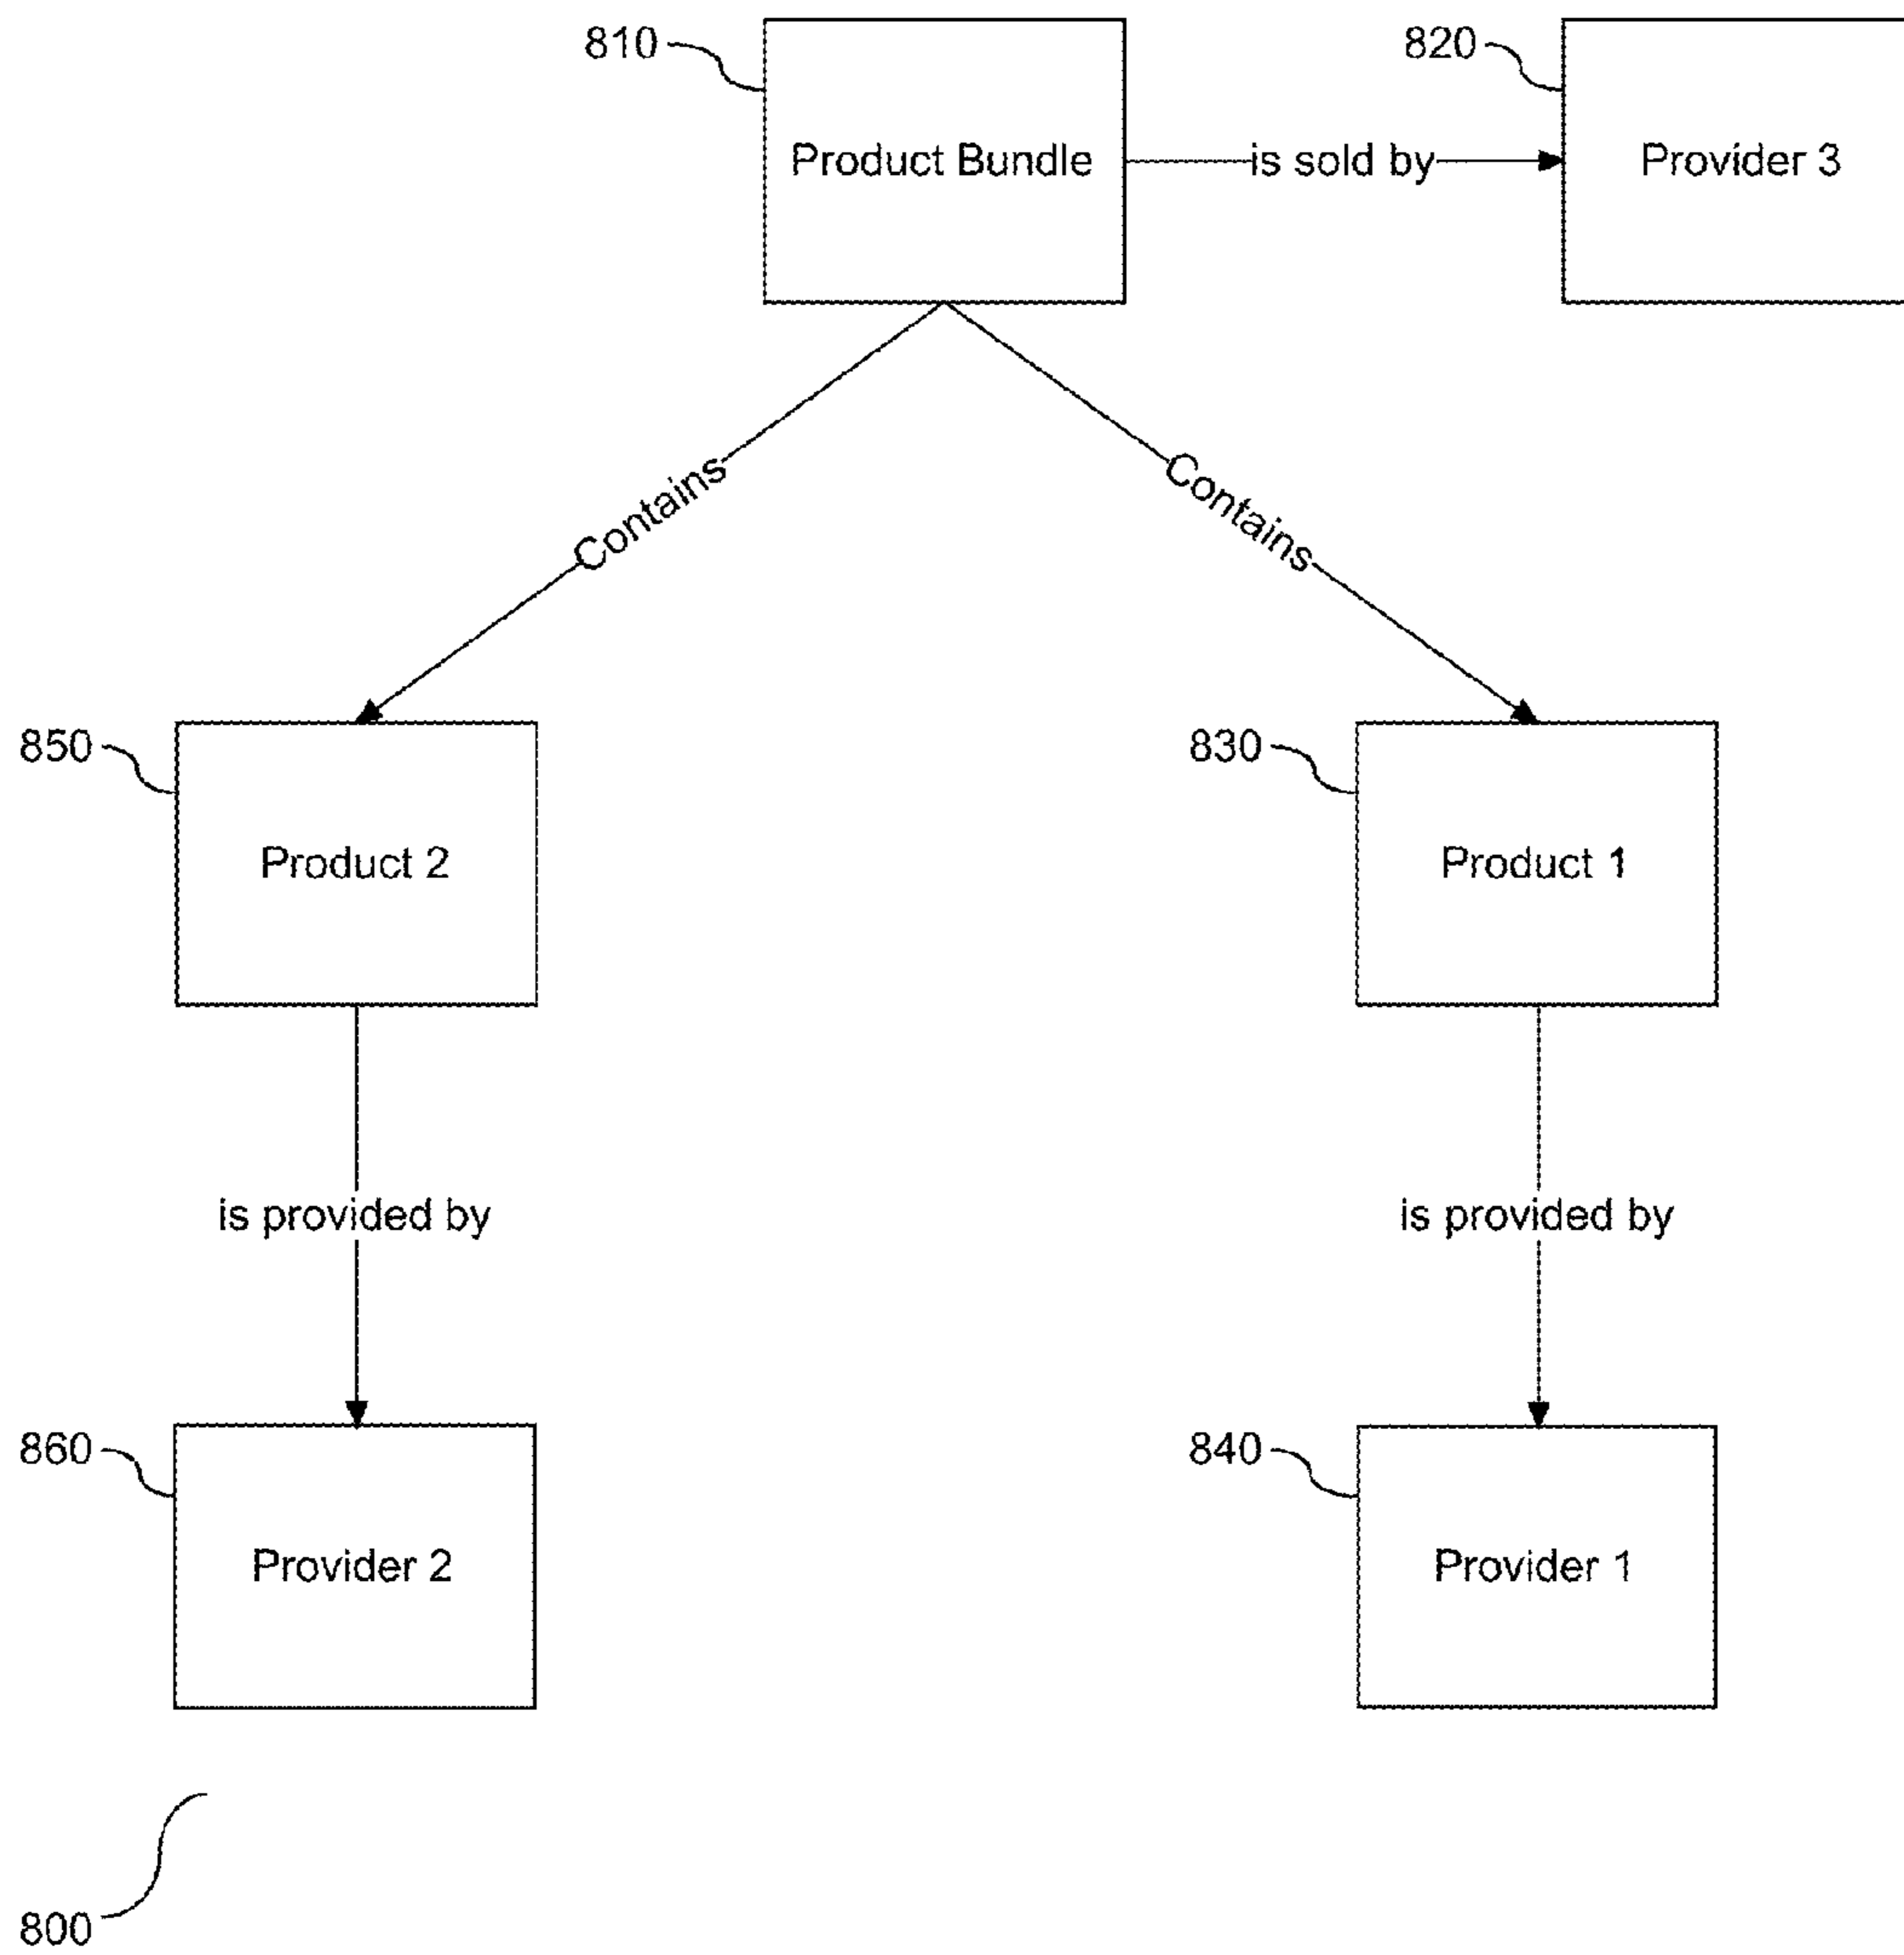 810
Product Bundle
is sold by
820
Provider 3
Contains
Contains
850
Product 2
830
Product 1
is provided by
is provided by
860
Provider 2
840
Provider 1
800